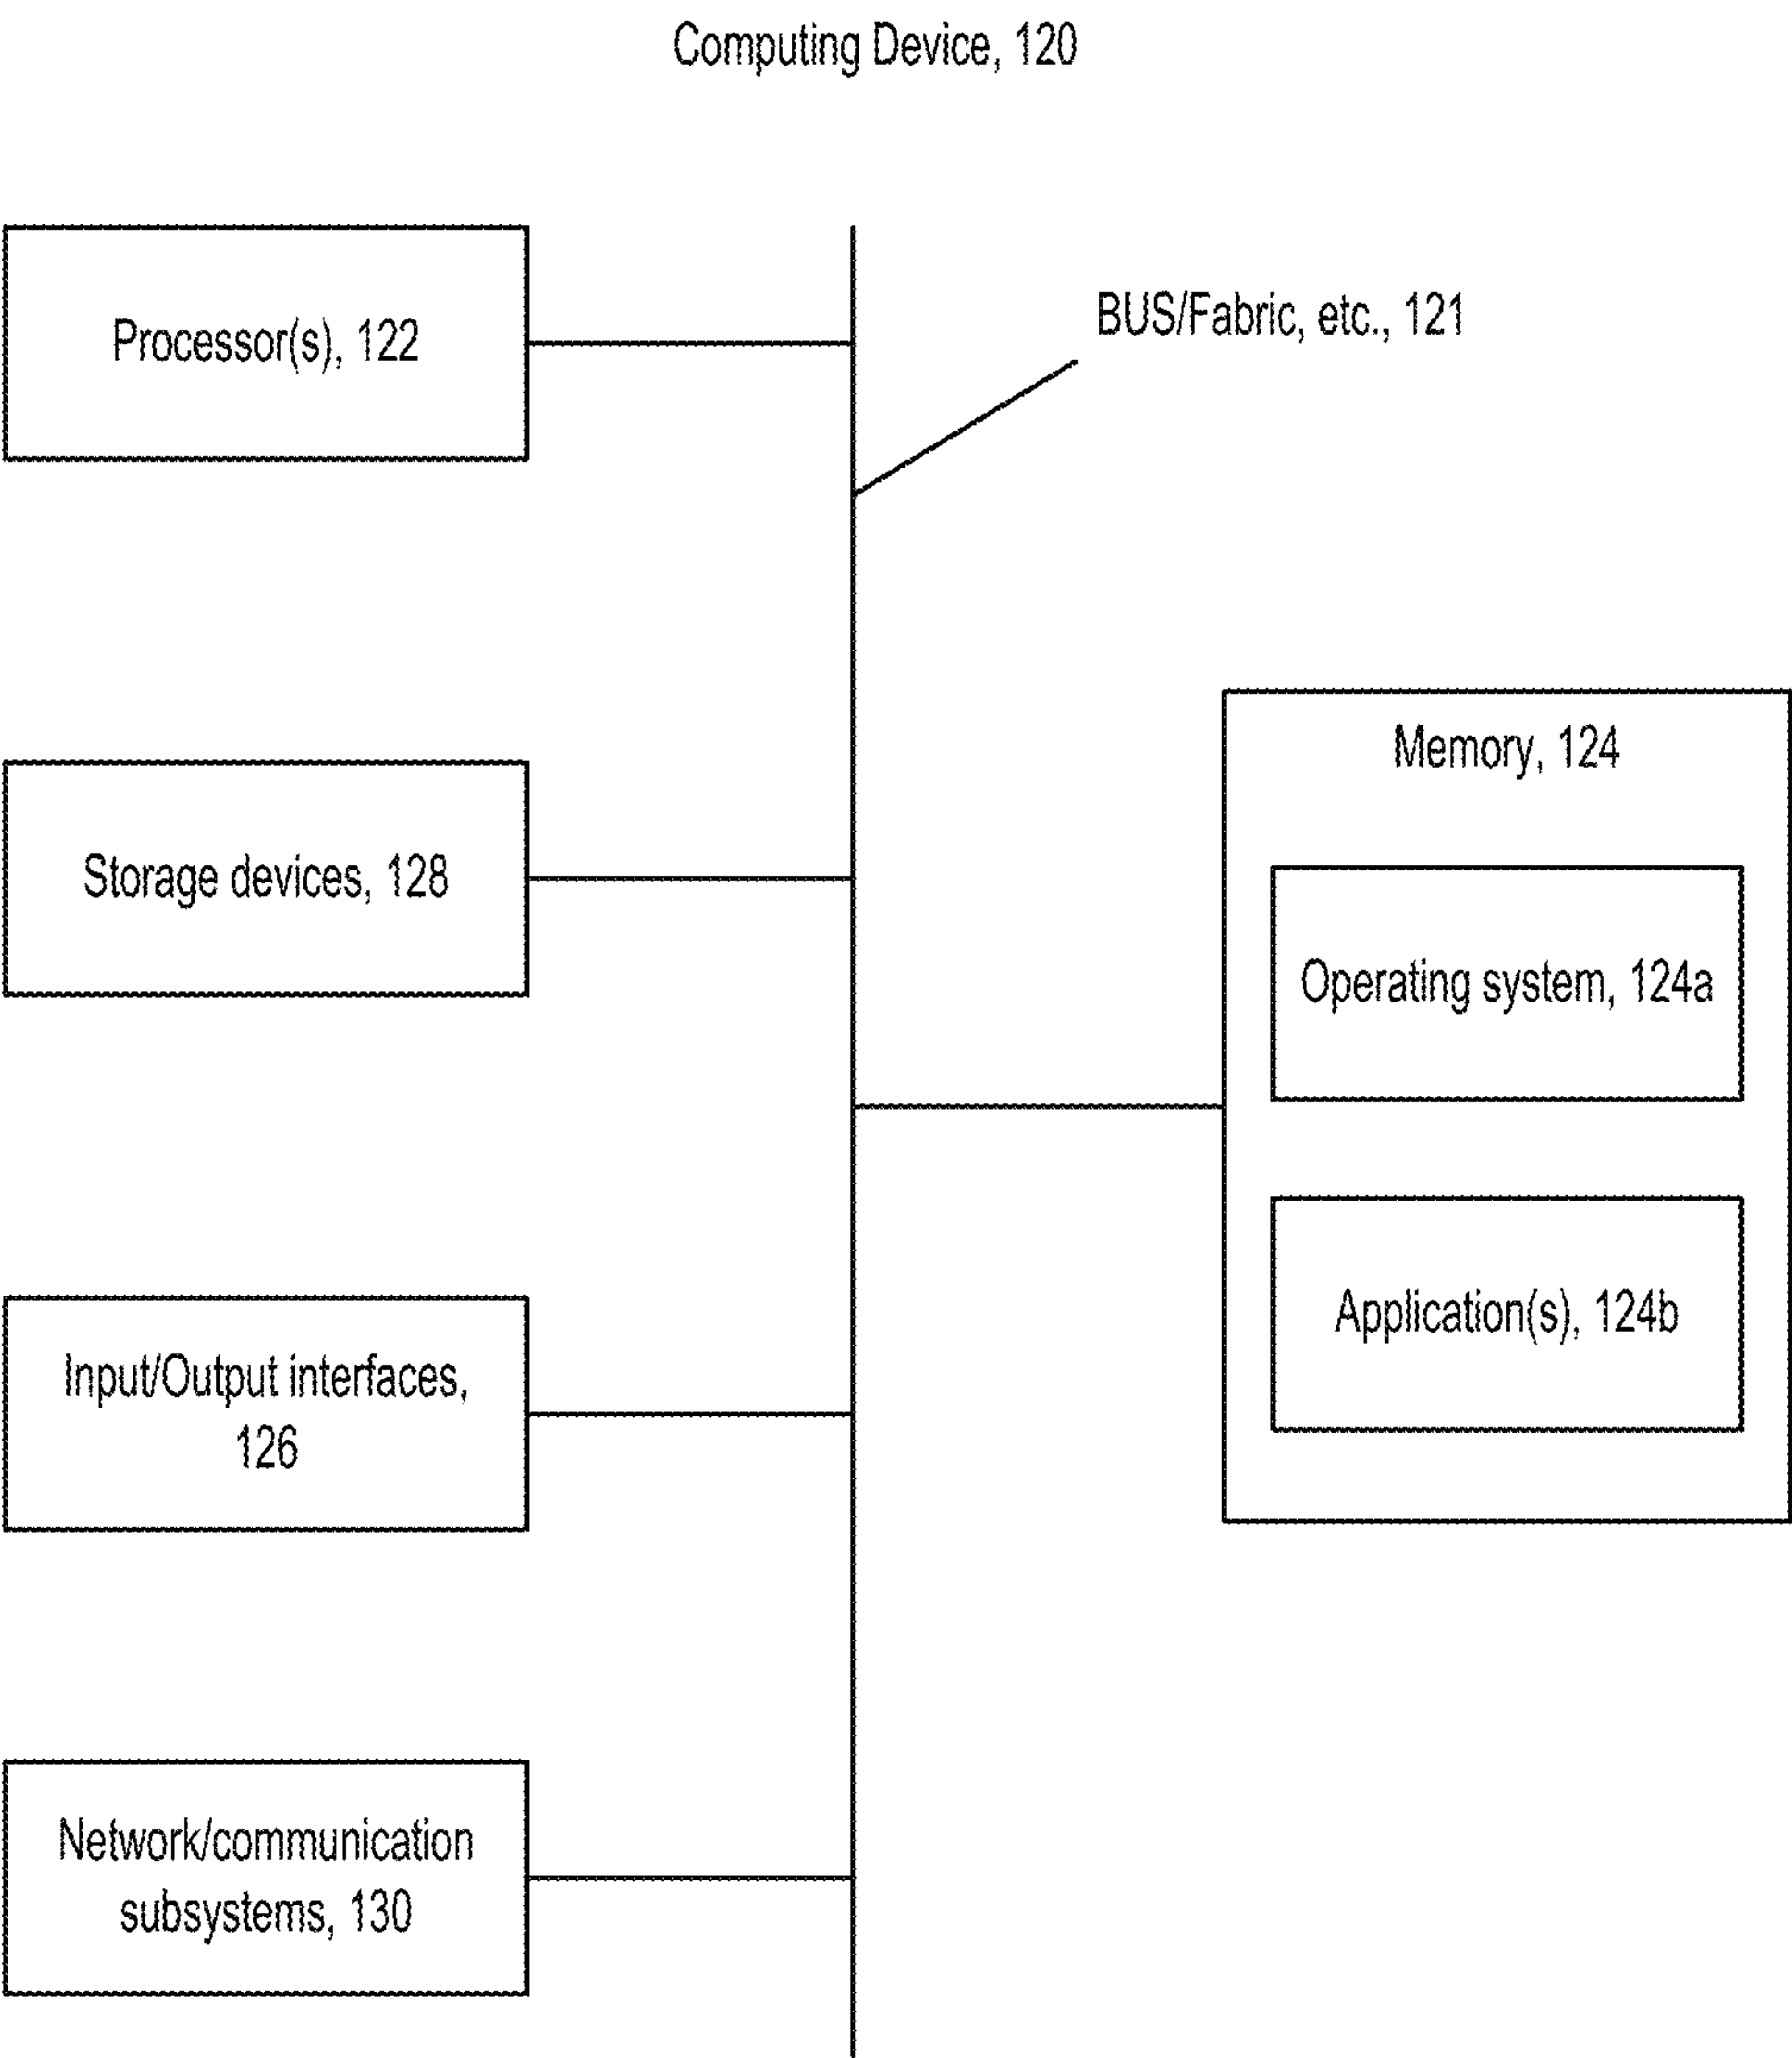 Computing Device, 120
Processor(s), 122
BUS/Fabric, etc., 121
Memory, 124
Storage devices, 128
Operating system, 124a
Application(s), 124b
Input/Output interfaces,
126
Network/communication
subsystems, 130